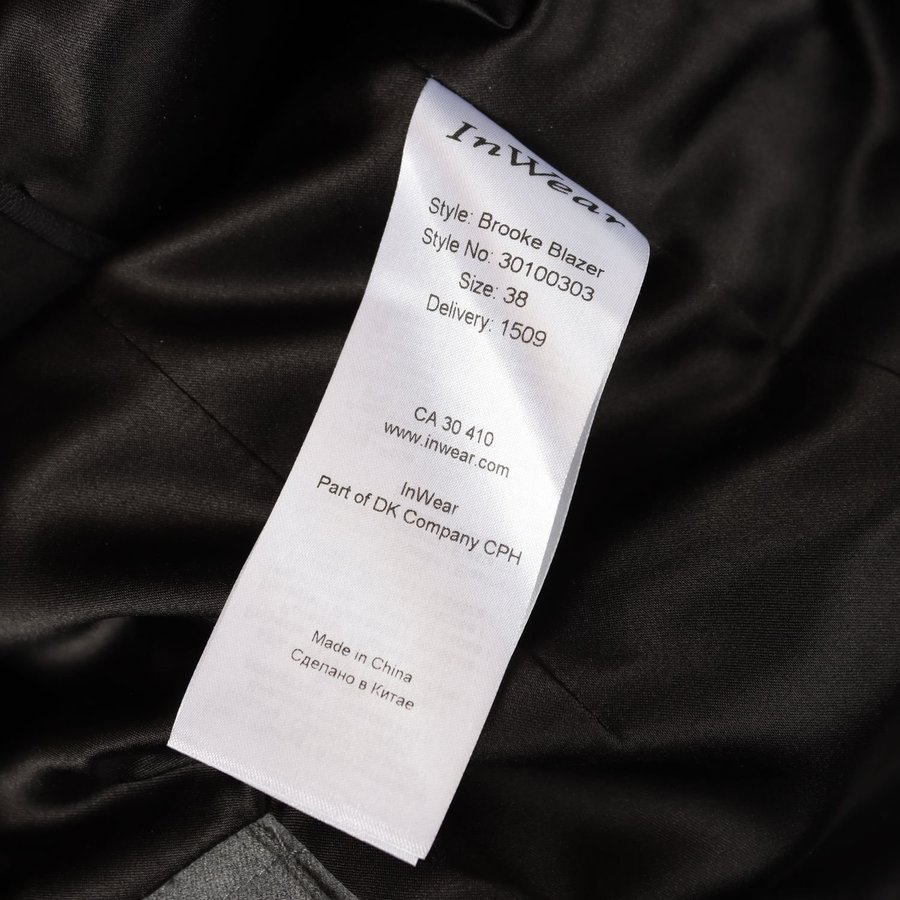 InWear
Style: Brooke Blazer
Style No: 30100303
Size: 38
Delivery: 1509
CA 30 410
www.inwear.com
InWear
Part of DK Company CPH
Made in China
Сделано в Китае